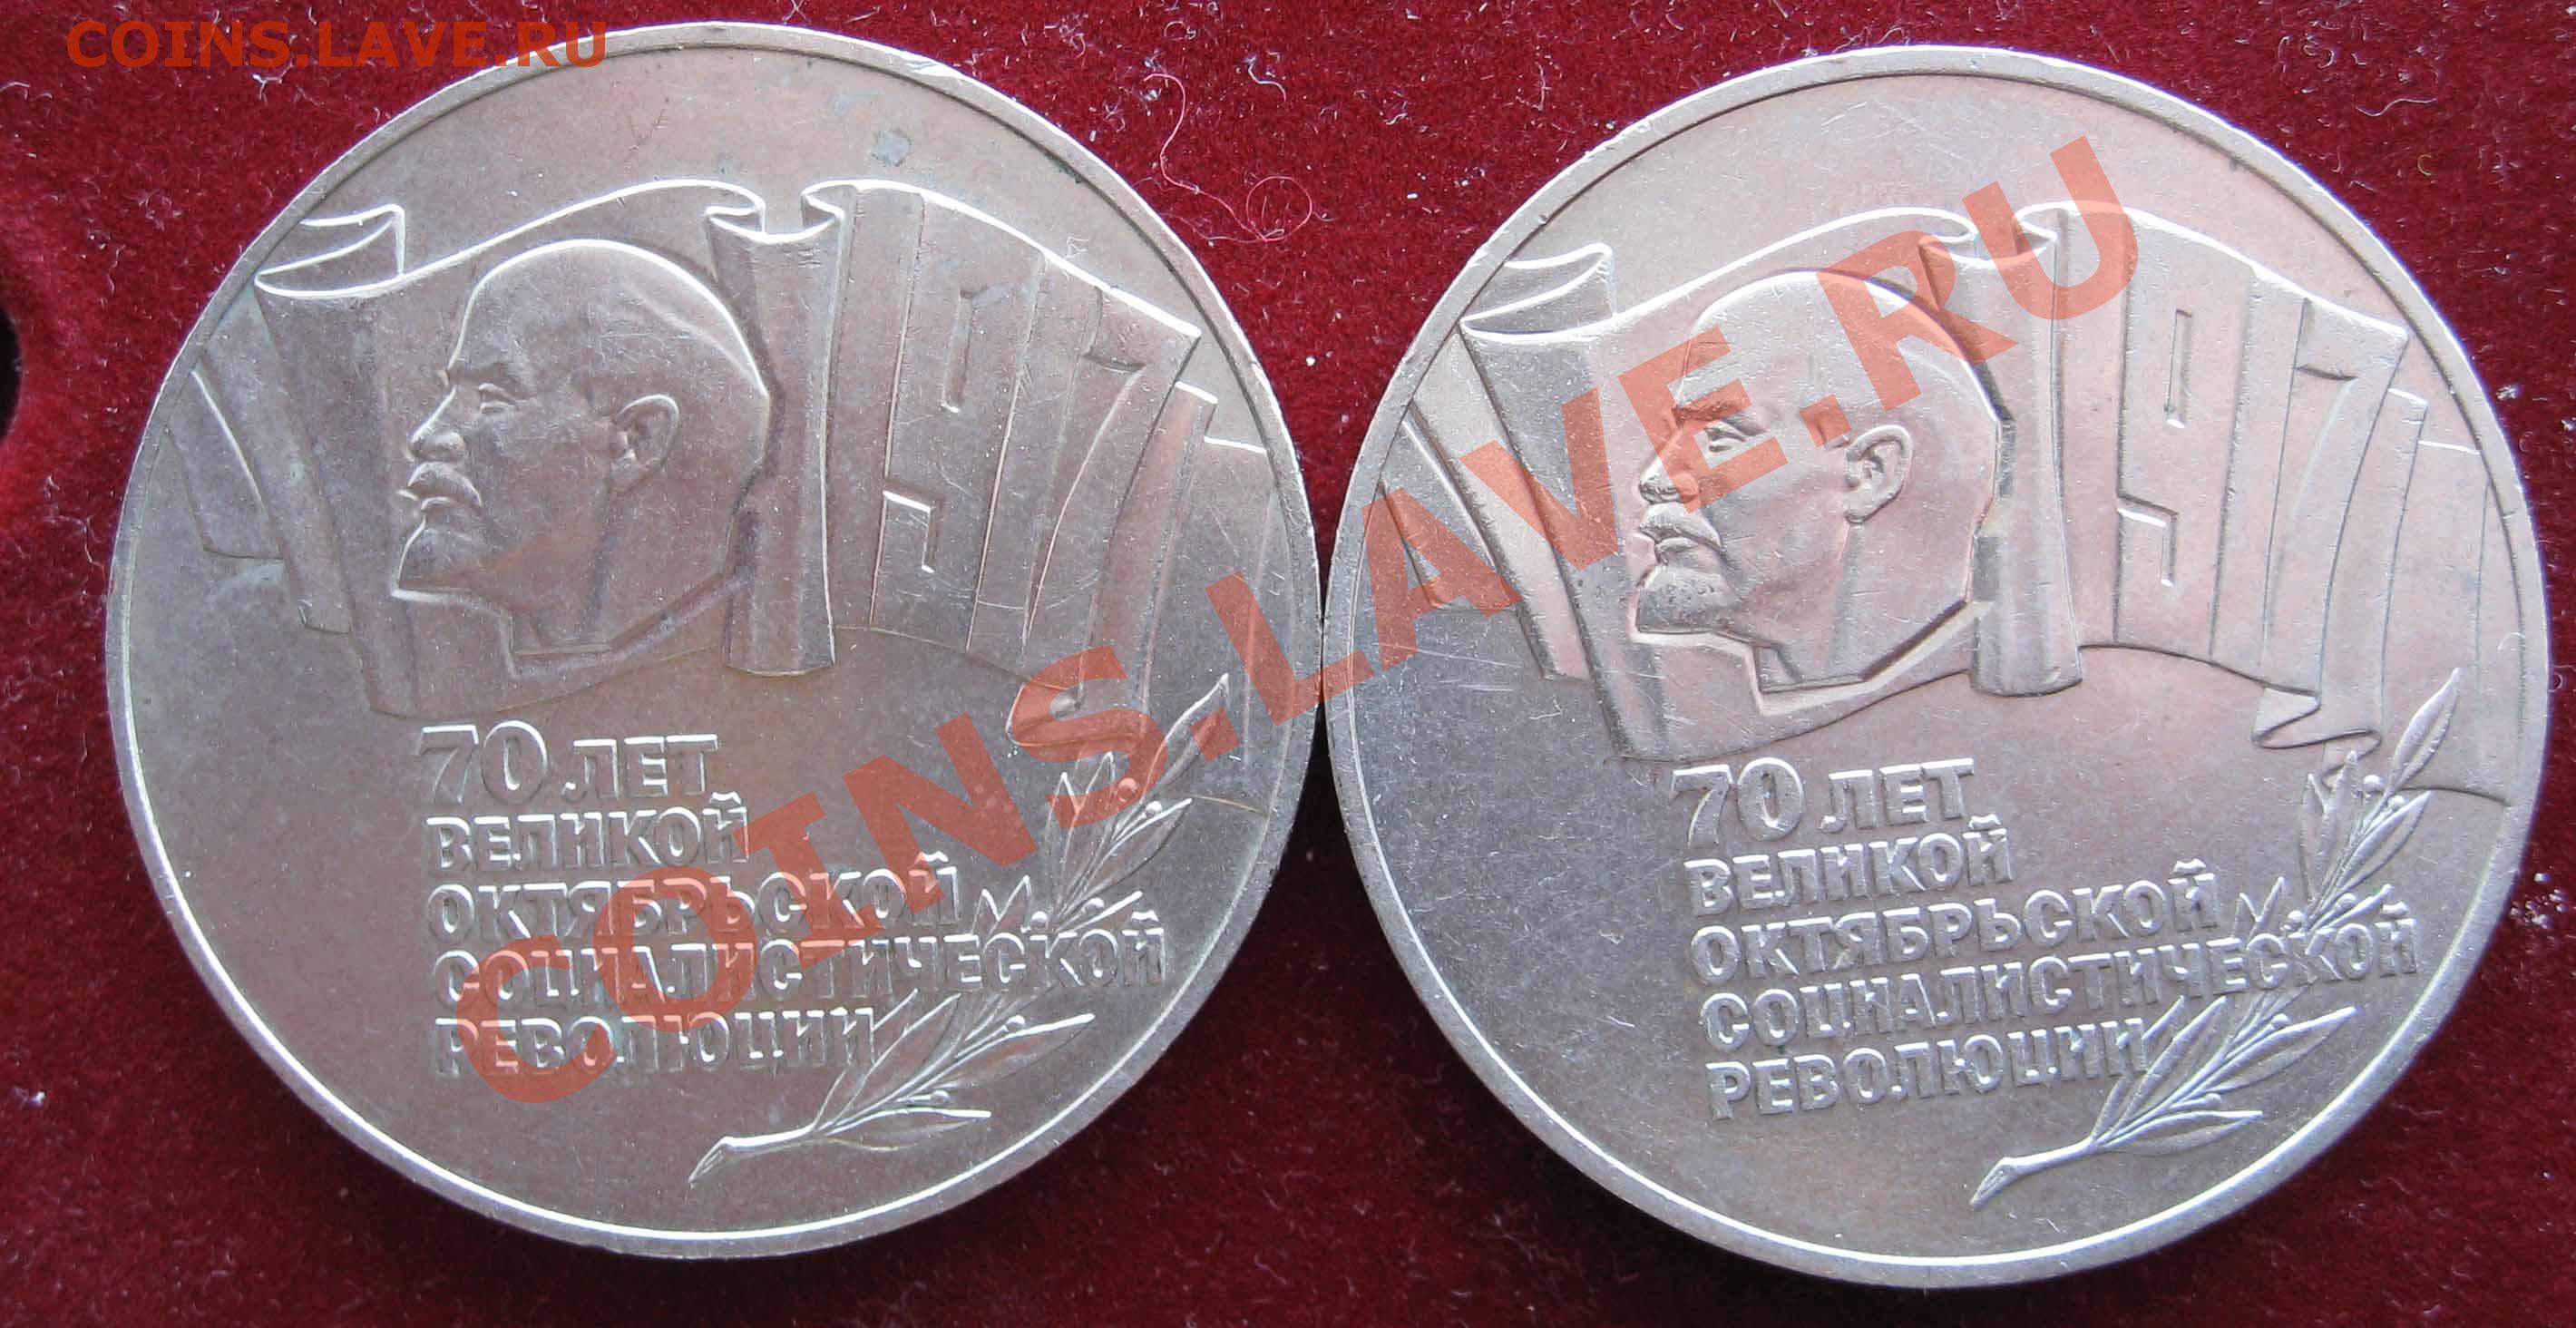 COINS.LAVE.RU
1917
70 ЛЕТ
ВЕЛИКОЙ
ОКТЯБРЬСКОЙ
СОЦИАЛИСТИЧЕСКОЙ
РЕВОЛЮЦИИ
1917
70 ЛЕТ
ВЕЛИКОЙ
ОКТЯБРЬСКОЙ
СОЦИАЛИСТИЧЕСКОЙ
РЕВОЛЮЦИИ
COINS.LAVE.RU